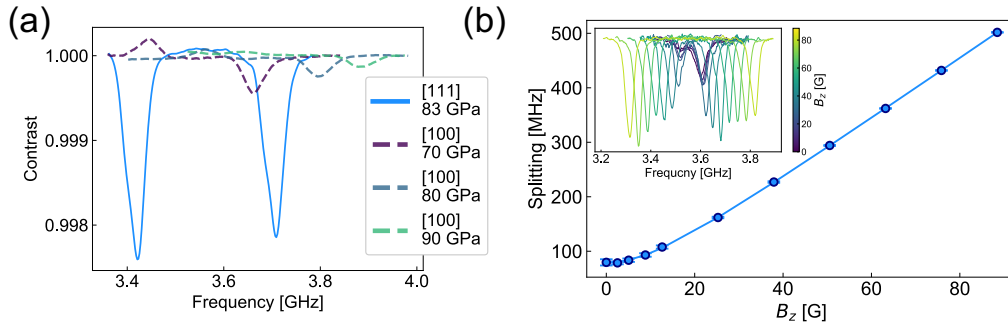 (a)
1.000
0.999
0.998
Contrast
3.4
3.6
3.8
4.0
Frequency [GHz]
[111]
83 GPa
[100]
70 GPa
[100]
80 GPa
[100]
90 GPa
(b)
500
400
300
200
100
Splitting [MHz]
0
20
40
60
80
B_z [G]
3.2
3.4
3.6
3.8
Frequcny [GHz]
80
60
40
20
0
B_z [G]